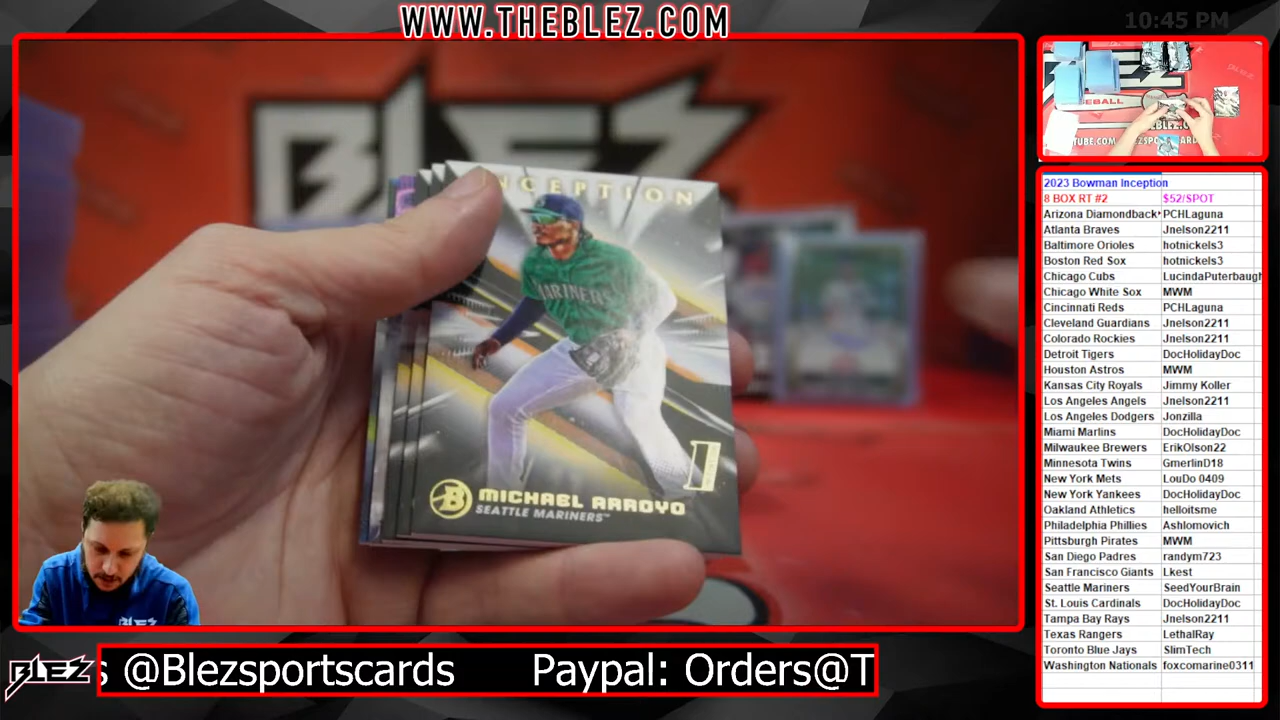 WWW.THEBLEZ.COM
10:45 PM
BLEZ
INCEPTION
MARINERS
B MICHAEL ARROYO
SEATTLE MARINERS™
BLEZ
2023 Bowman Inception
8 BOX RT #2 $52/SPOT
Arizona Diamondback PCHLaguna
Atlanta Braves Jnelson2211
Baltimore Orioles hotnickels3
Boston Red Sox hotnickels3
Chicago Cubs LucindaPuterbaugh
Chicago White Sox MWM
Cincinnati Reds PCHLaguna
Cleveland Guardians Jnelson2211
Colorado Rockies Jnelson2211
Detroit Tigers DocHolidayDoc
Houston Astros MWM
Kansas City Royals Jimmy Koller
Los Angeles Angels Jnelson2211
Los Angeles Dodgers Jonzilla
Miami Marlins DocHolidayDoc
Milwaukee Brewers ErikOlson22
Minnesota Twins GmerlinD18
New York Mets LouDo 0409
New York Yankees DocHolidayDoc
Oakland Athletics helloitsme
Philadelphia Phillies Ashlomovich
Pittsburgh Pirates MWM
San Diego Padres randym723
San Francisco Giants Lkest
Seattle Mariners SeedYourBrain
St. Louis Cardinals DocHolidayDoc
Tampa Bay Rays Jnelson2211
Texas Rangers LethalRay
Toronto Blue Jays SlimTech
Washington Nationals foxcomarine0311
BLEZ
s @Blezsportscards Paypal: Orders@T